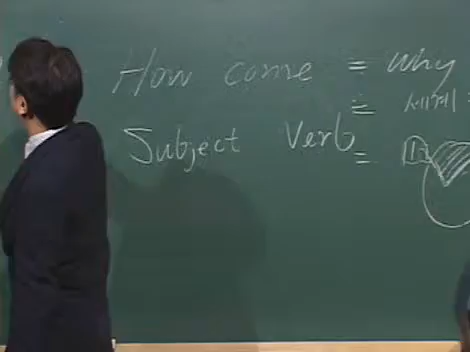 How come = why
Subject Verb =